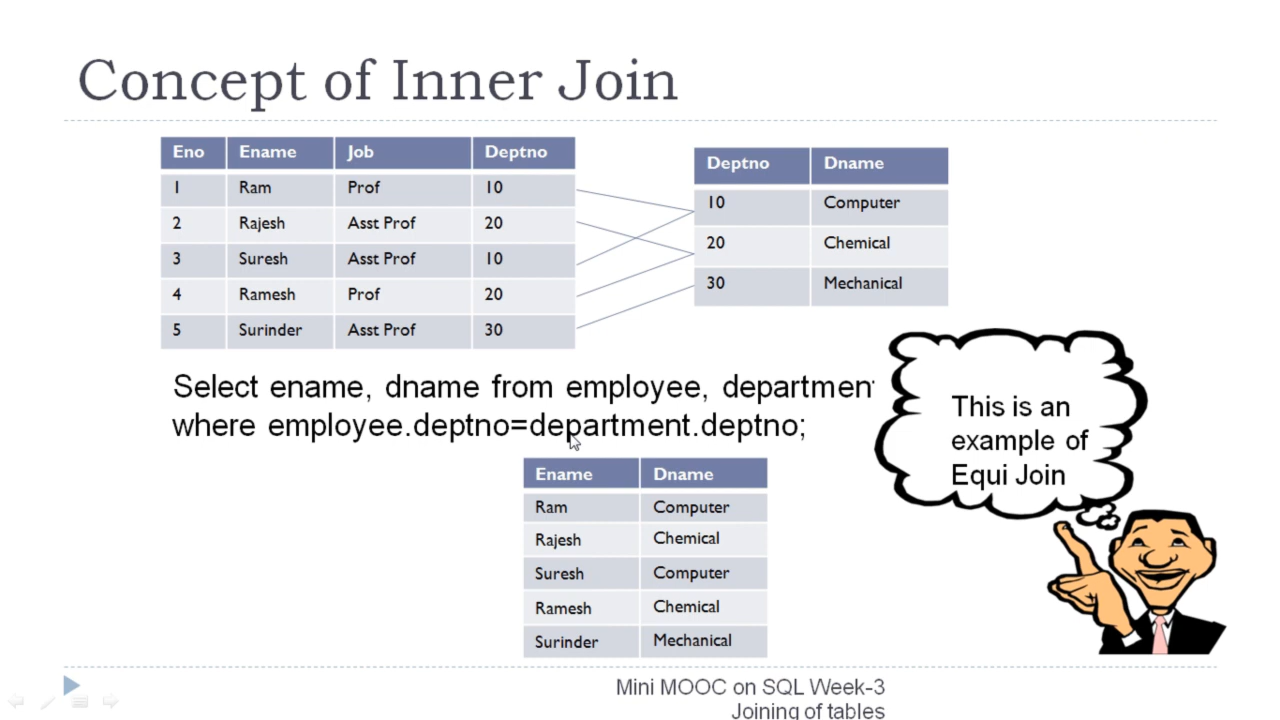 Concept of Inner Join
Eno Ename Job Deptno
1 Ram Prof 10
2 Rajesh Asst Prof 20
3 Suresh Asst Prof 10
4 Ramesh Prof 20
5 Surinder Asst Prof 30
Deptno Dname
10 Computer
20 Chemical
30 Mechanical
Select ename, dname from employee, department
where employee.deptno=department.deptno;
This is an
example of
Equi Join
Ename Dname
Ram Computer
Rajesh Chemical
Suresh Computer
Ramesh Chemical
Surinder Mechanical
Mini MOOC on SQL Week-3
Joining of tables